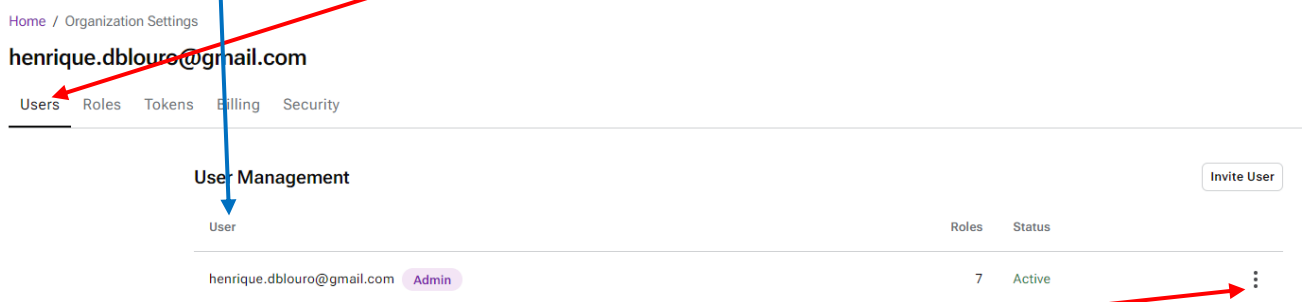 Home / Organization Settings
henrique.dblouro@gmail.com
Users Roles Tokens Billing Security
User Management Invite User
User Roles Status
henrique.dblouro@gmail.com Admin 7 Active